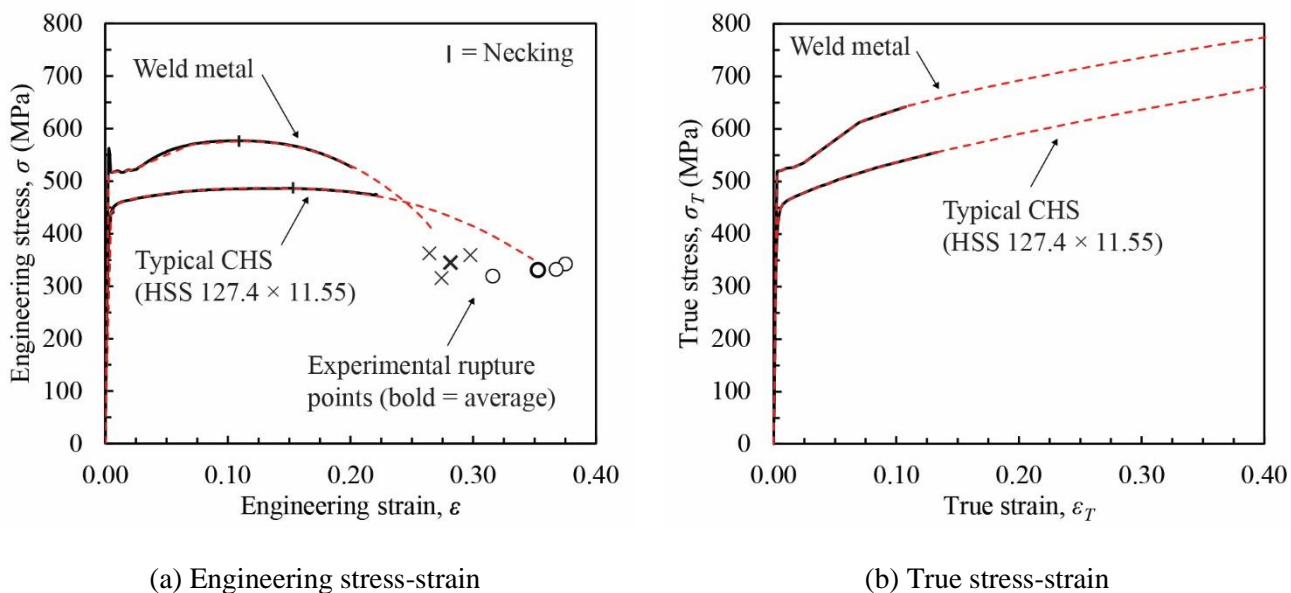 800
700
600
500
400
300
200
100
0
Engineering stress, σ (MPa)
I = Necking
Weld metal
Typical CHS
(HSS 127.4 × 11.55)
Experimental rupture
points (bold = average)
0.00 0.10 0.20 0.30 0.40
Engineering strain, ε
(a) Engineering stress-strain
800
700
600
500
400
300
200
100
0
True stress, σT (MPa)
Weld metal
Typical CHS
(HSS 127.4 × 11.55)
0.00 0.10 0.20 0.30 0.40
True strain, εT
(b) True stress-strain